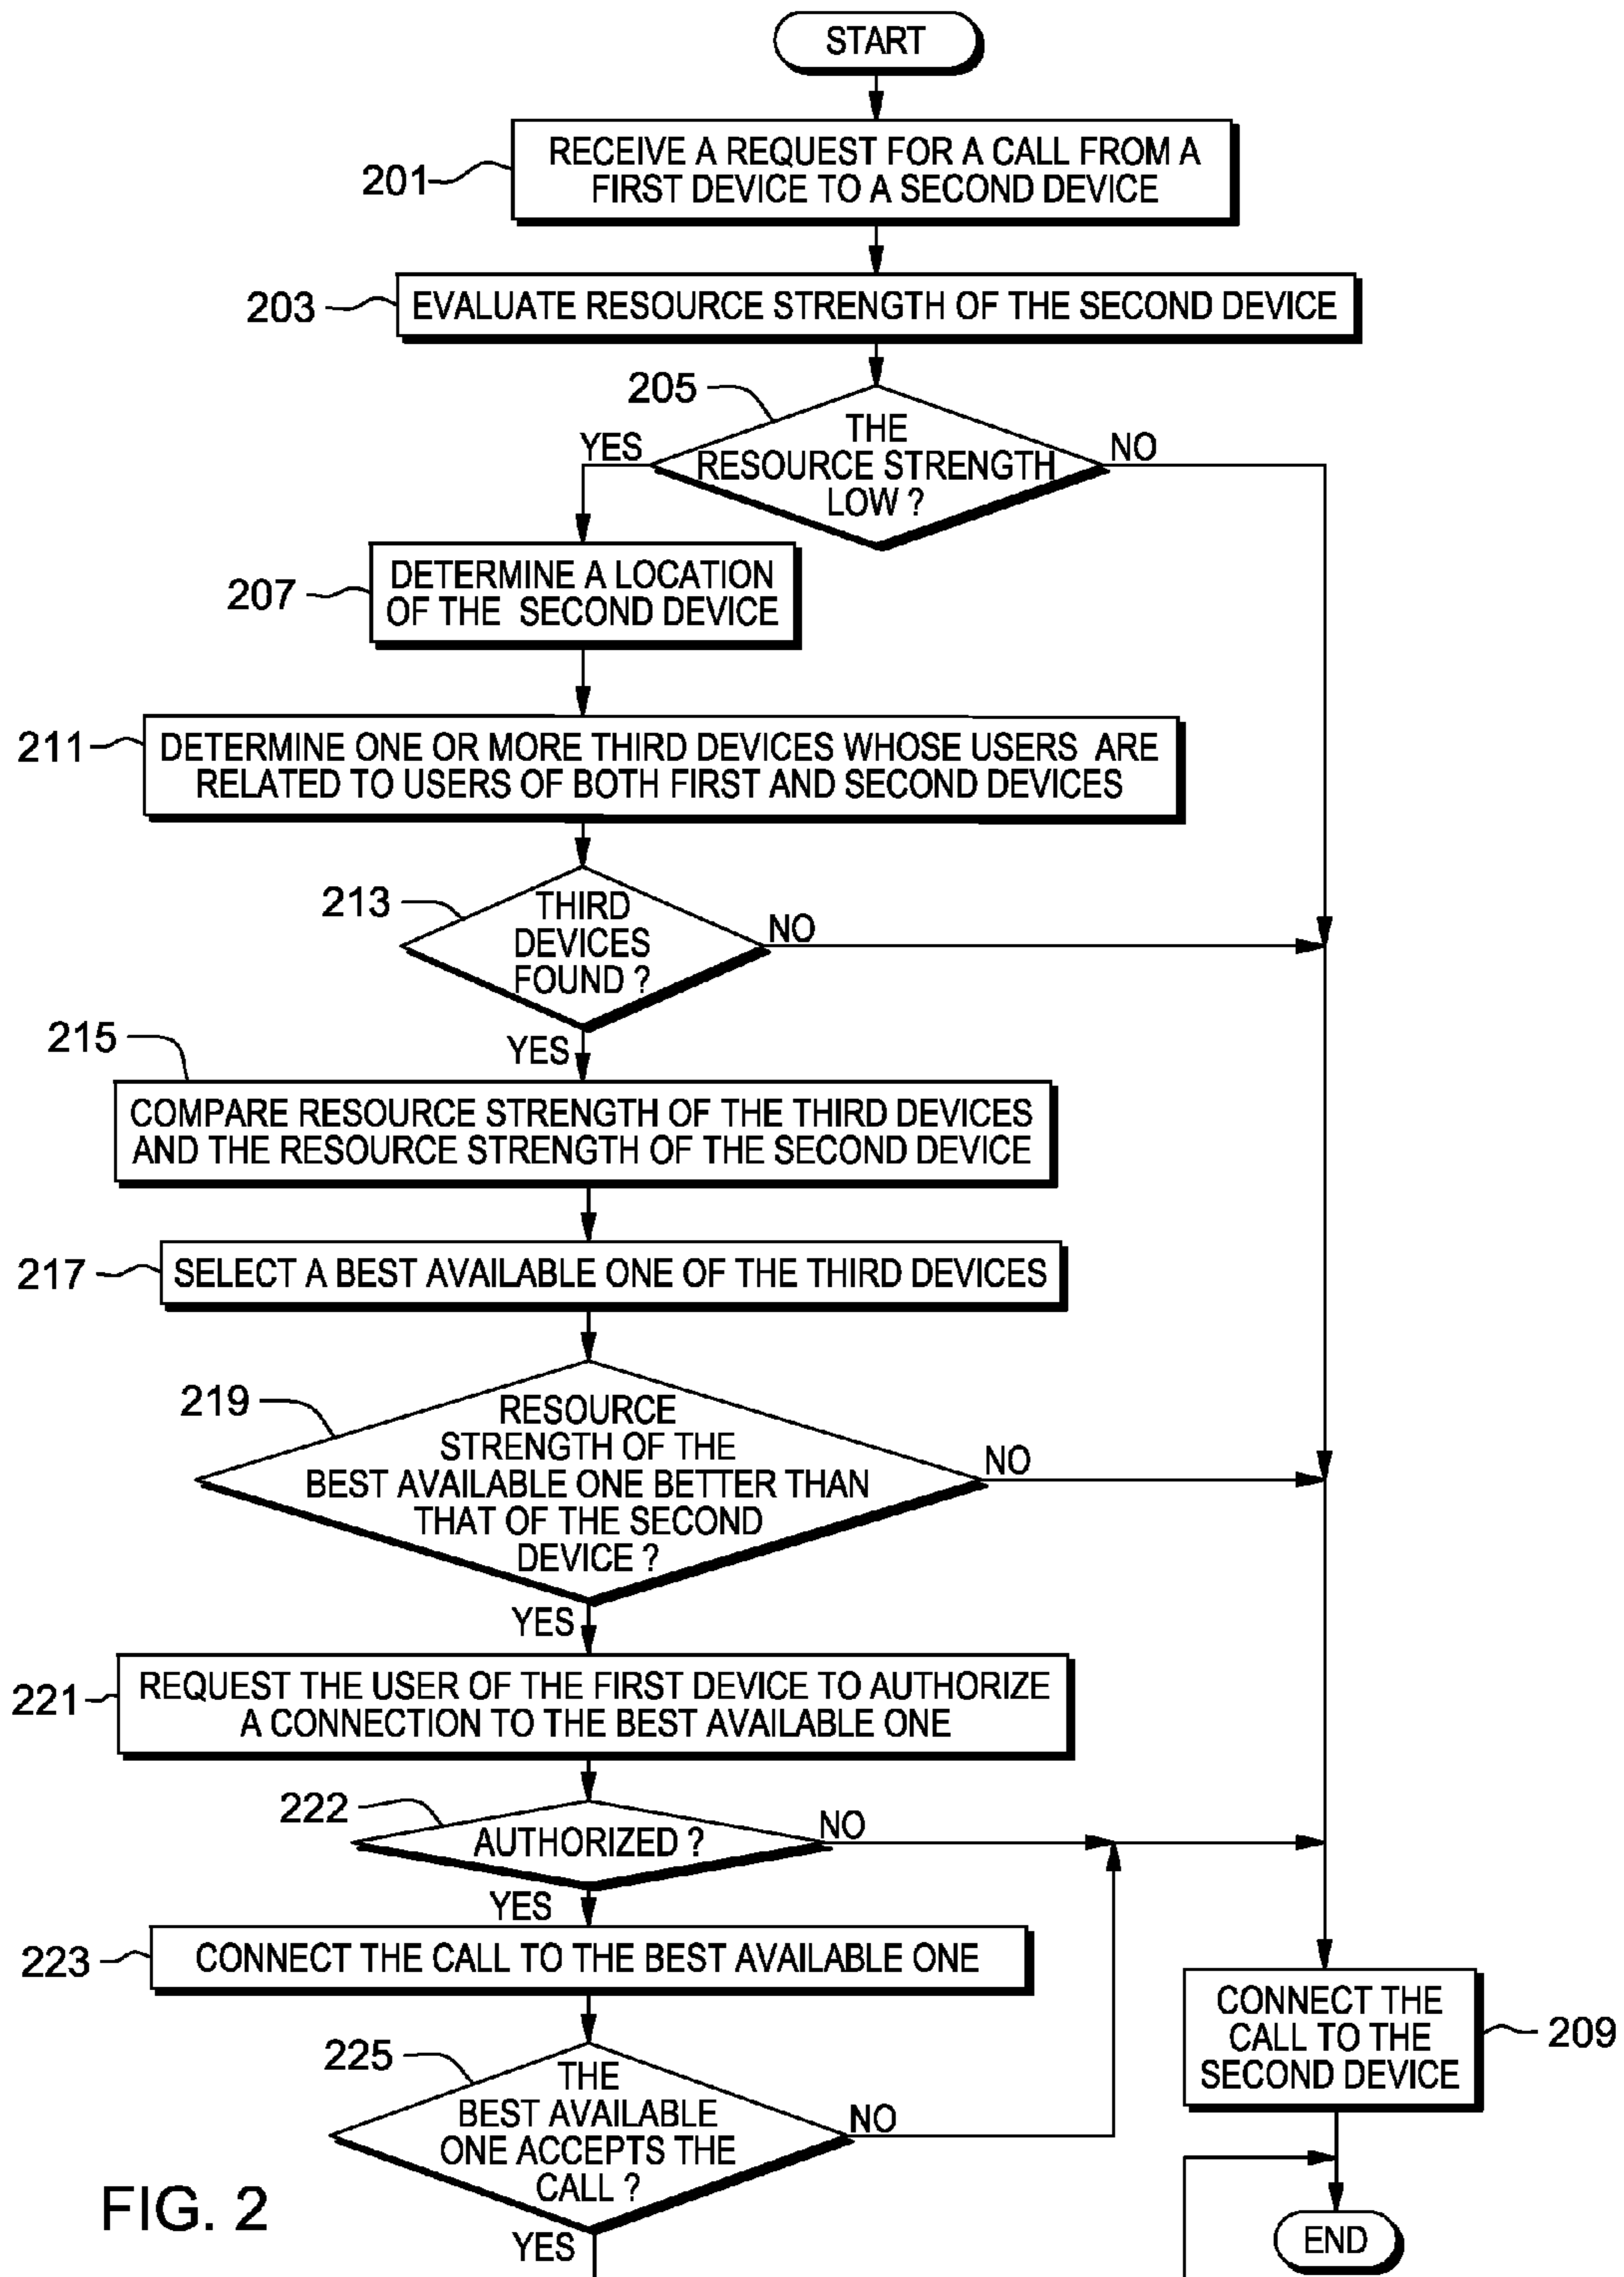 START
201
RECEIVE A REQUEST FOR A CALL FROM A
FIRST DEVICE TO A SECOND DEVICE
203
EVALUATE RESOURCE STRENGTH OF THE SECOND DEVICE
205
THE
RESOURCE STRENGTH
LOW ?
YES
NO
207
DETERMINE A LOCATION
OF THE SECOND DEVICE
211
DETERMINE ONE OR MORE THIRD DEVICES WHOSE USERS ARE
RELATED TO USERS OF BOTH FIRST AND SECOND DEVICES
213
THIRD
DEVICES
FOUND ?
NO
YES
215
COMPARE RESOURCE STRENGTH OF THE THIRD DEVICES
AND THE RESOURCE STRENGTH OF THE SECOND DEVICE
217
SELECT A BEST AVAILABLE ONE OF THE THIRD DEVICES
219
RESOURCE
STRENGTH OF THE
BEST AVAILABLE ONE BETTER THAN
THAT OF THE SECOND
DEVICE ?
NO
YES
221
REQUEST THE USER OF THE FIRST DEVICE TO AUTHORIZE
A CONNECTION TO THE BEST AVAILABLE ONE
222
AUTHORIZED ?
NO
YES
223
CONNECT THE CALL TO THE BEST AVAILABLE ONE
225
THE
BEST AVAILABLE
ONE ACCEPTS THE
CALL ?
NO
YES
CONNECT THE
CALL TO THE
SECOND DEVICE
209
END
FIG. 2